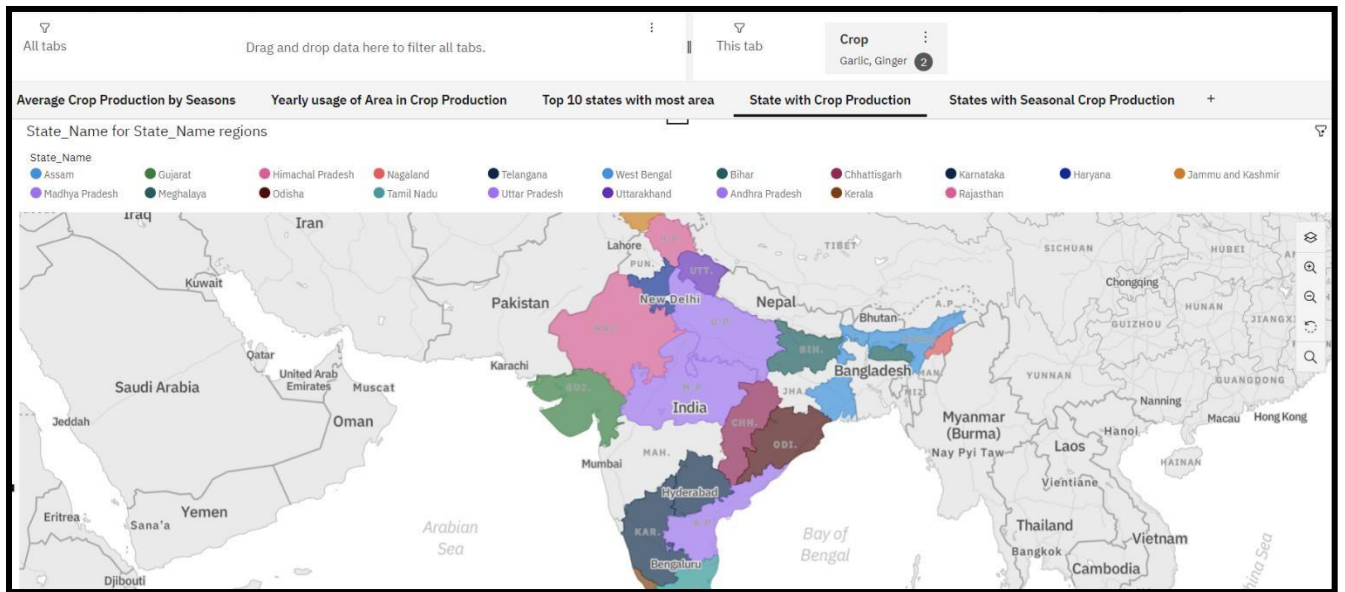 All tabs
Drag and drop data here to filter all tabs.
This tab
Crop
Garlic, Ginger 2
Average Crop Production by Seasons
Yearly usage of Area in Crop Production
Top 10 states with most area
State with Crop Production
States with Seasonal Crop Production
+
State_Name for State_Name regions
State_Name
Assam Gujarat Himachal Pradesh Nagaland Telangana West Bengal Bihar Chhattisgarh Karnataka Haryana Jammu and Kashmir
Madhya Pradesh Meghalaya Odisha Tamil Nadu Uttar Pradesh Uttarakhand Andhra Pradesh Kerala Rajasthan
Iraq
Iran
Lahore
H.P.
TIBET
SICHUAN
HUBEI
PUN.
UTT.
Kuwait
Chongqing
Pakistan
New Delhi
Nepal
A.P.
HUNAN
Bhutan
GUIZHOU
JIANGX
RAJ.
U.P.
BIH.
Qatar
Karachi
Bangladesh
MAN.
YUNNAN
United Arab
Emirates
Muscat
GUANGDONG
Saudi Arabia
GUJ.
M.P.
JHA.
MIZ.
Nanning
India
Jeddah
Oman
CHH.
Myanmar
(Burma)
Macau
Hong Kong
Hanoi
ODI.
Laos
Nay Pyi Taw
MAH.
Mumbai
HAINAN
Vientiane
Hyderabad
Eritrea
Sana'a
Yemen
Arabian
Sea
KAR.
A.P.
Bay of
Bengal
Thailand
Vietnam
Bangkok
Bengaluru
Cambodia
Djibouti
hina Sea